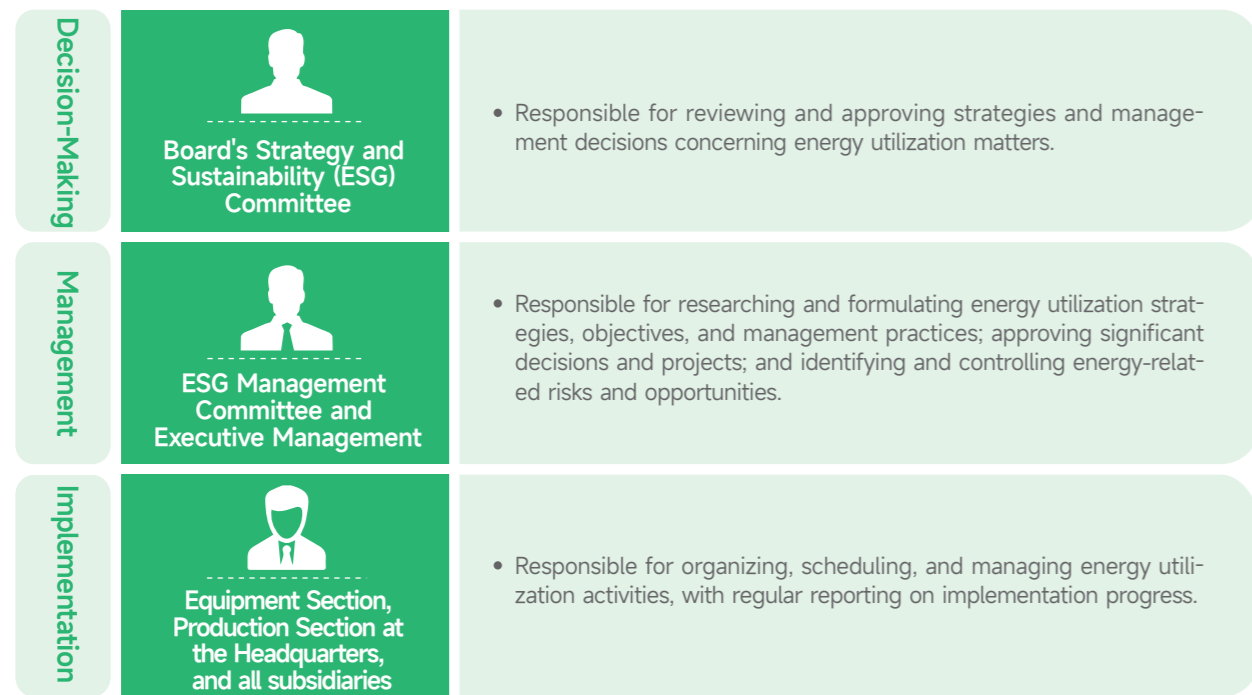 Decision-Making
Board's Strategy and
Sustainability (ESG)
Committee
• Responsible for reviewing and approving strategies and manage-
ment decisions concerning energy utilization matters.
Management
ESG Management
Committee and
Executive Management
• Responsible for researching and formulating energy utilization strat-
egies, objectives, and management practices; approving significant
decisions and projects; and identifying and controlling energy-relat-
ed risks and opportunities.
Implementation
Equipment Section,
Production Section at
the Headquarters,
and all subsidiaries
• Responsible for organizing, scheduling, and managing energy utili-
zation activities, with regular reporting on implementation progress.